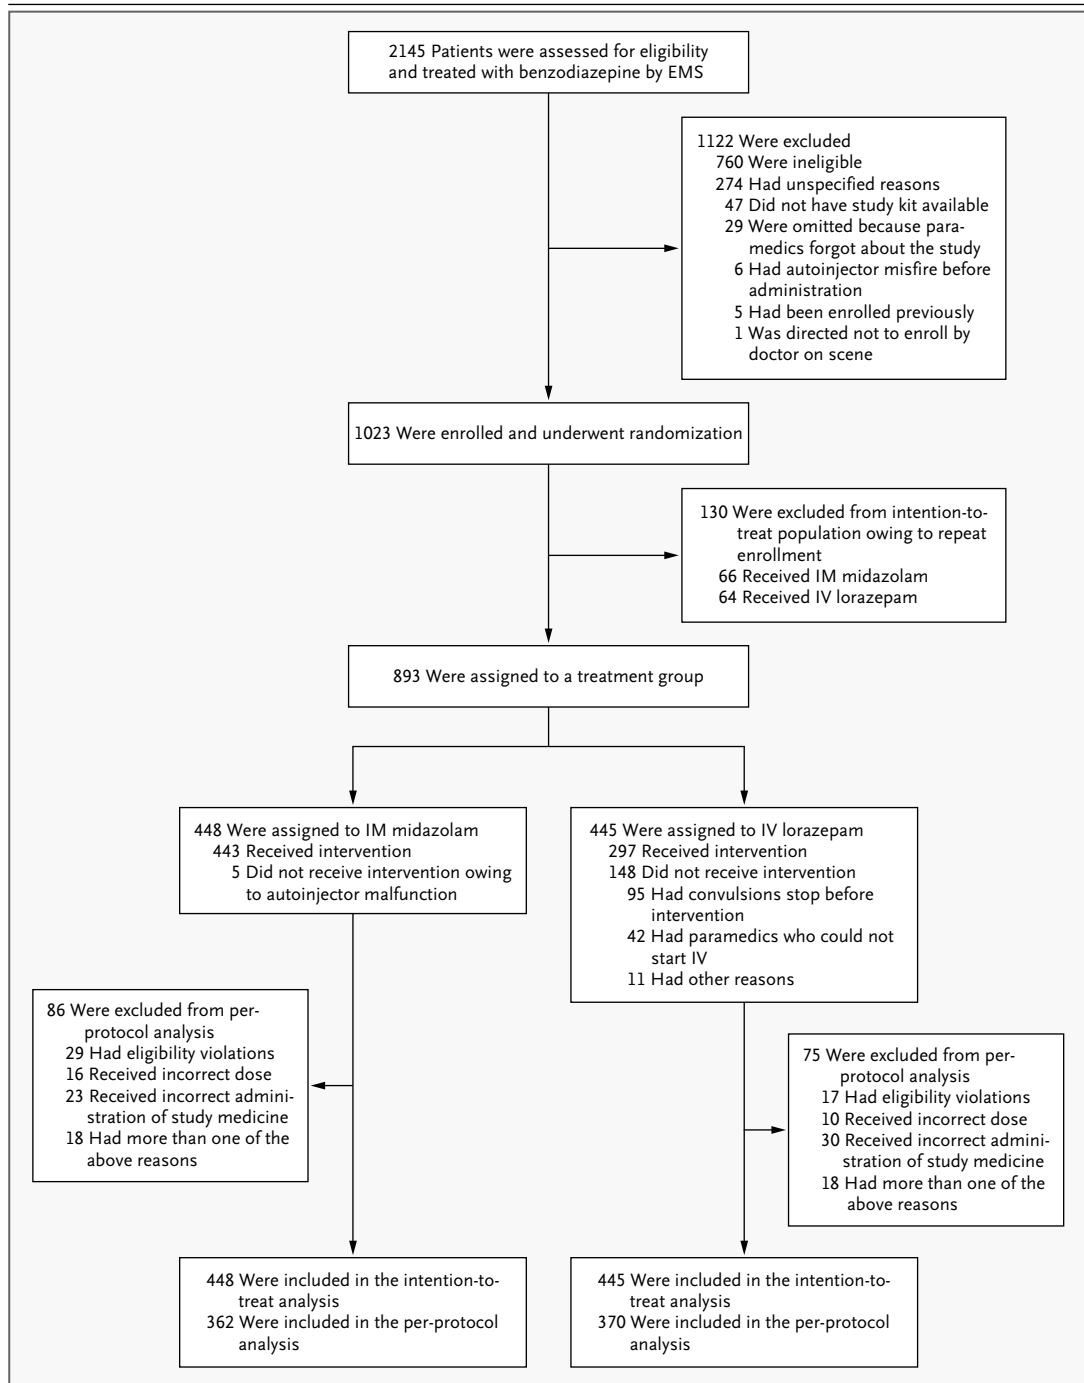 2145 Patients were assessed for eligibility
and treated with benzodiazepine by EMS
1122 Were excluded
760 Were ineligible
274 Had unspecified reasons
47 Did not have study kit available
29 Were omitted because para-
medics forgot about the study
6 Had autoinjector misfire before
administration
5 Had been enrolled previously
1 Was directed not to enroll by
doctor on scene
1023 Were enrolled and underwent randomization
130 Were excluded from intention-to-
treat population owing to repeat
enrollment
66 Received IM midazolam
64 Received IV lorazepam
893 Were assigned to a treatment group
448 Were assigned to IM midazolam
443 Received intervention
5 Did not receive intervention owing
to autoinjector malfunction
445 Were assigned to IV lorazepam
297 Received intervention
148 Did not receive intervention
95 Had convulsions stop before
intervention
42 Had paramedics who could not
start IV
11 Had other reasons
86 Were excluded from per-
protocol analysis
29 Had eligibility violations
16 Received incorrect dose
23 Received incorrect admini-
stration of study medicine
18 Had more than one of the
above reasons
75 Were excluded from per-
protocol analysis
17 Had eligibility violations
10 Received incorrect dose
30 Received incorrect admini-
stration of study medicine
18 Had more than one of the
above reasons
448 Were included in the intention-to-
treat analysis
362 Were included in the per-protocol
analysis
445 Were included in the intention-to-
treat analysis
370 Were included in the per-protocol
analysis